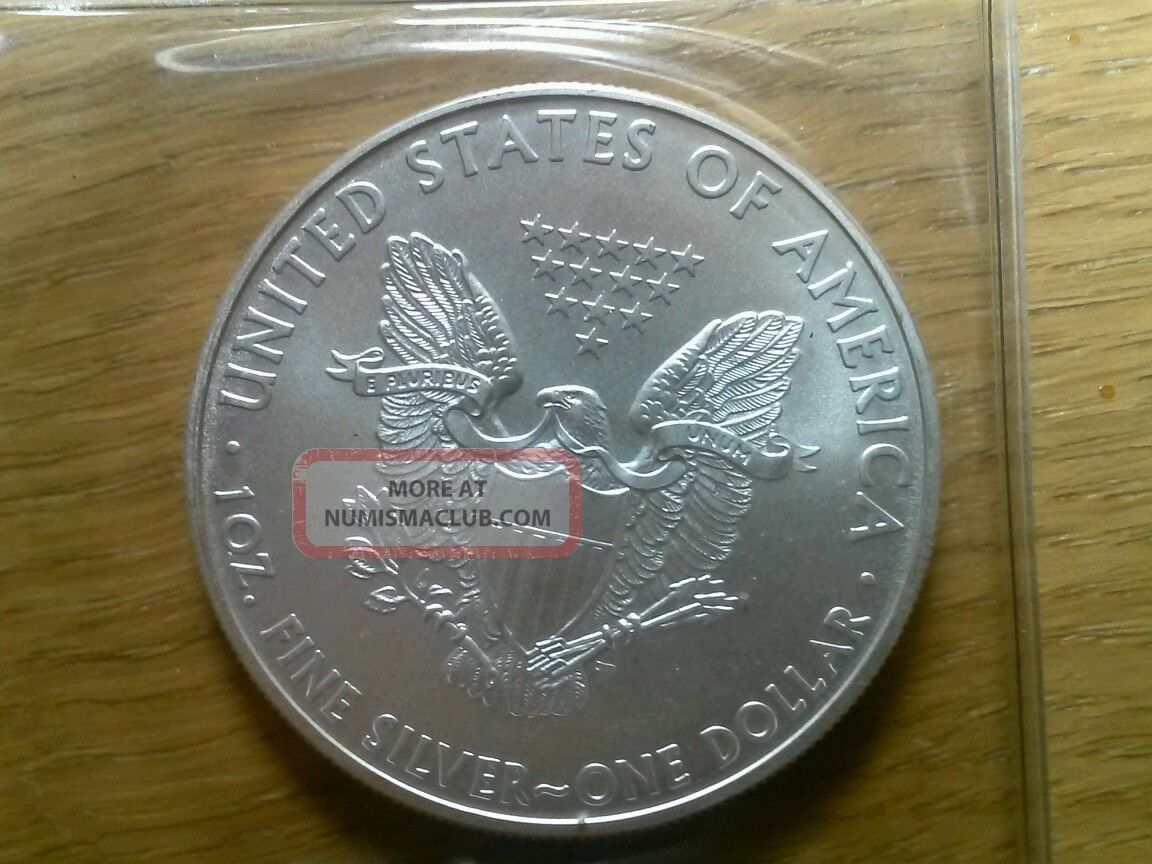 UNITED STATES OF AMERICA
E PLURIBUS
UNUM
MORE AT
NUMISMACLUB.COM
· 1 OZ. FINE SILVER~ONE DOLLAR ·